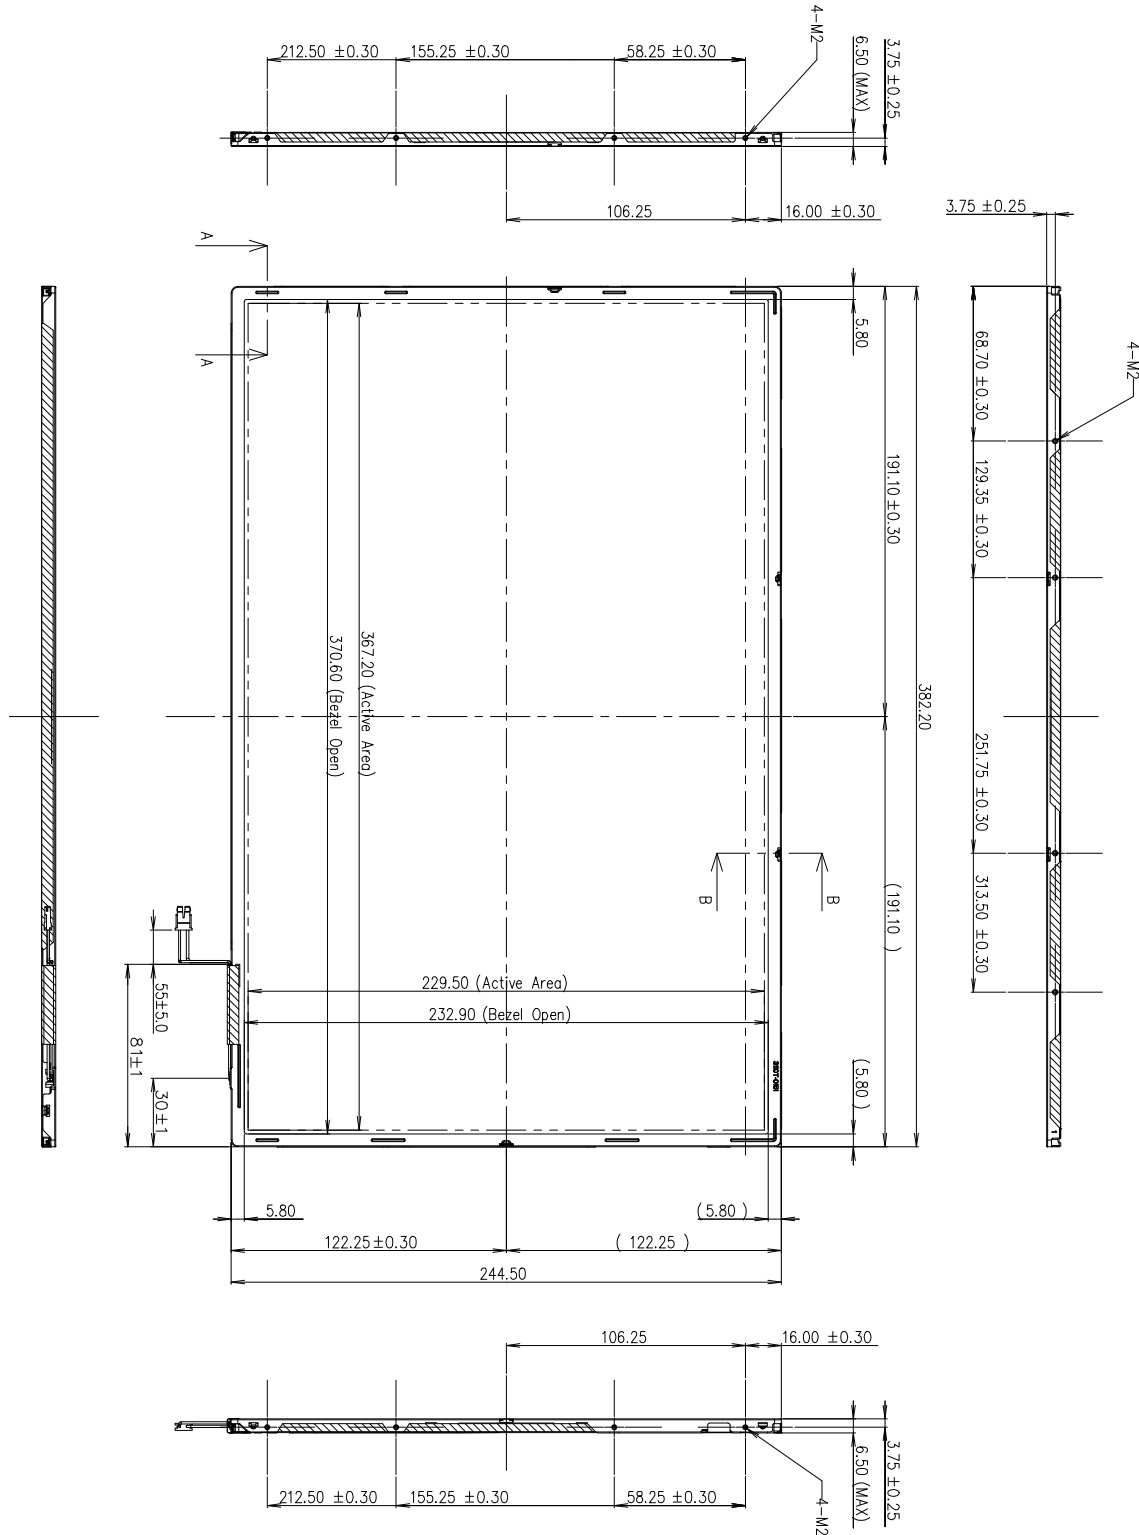 4-M2
212.50 ±0.30
155.25 ±0.30
58.25 ±0.30
6.50 (MAX)
3.75 ±0.25
106.25
16.00 ±0.30
3.75 ±0.25
A
A
5.80
68.70 ±0.30
4-M2
191.10 ±0.30
129.35 ±0.30
382.20
367.20 (Active Area)
370.60 (Bezel Open)
251.75 ±0.30
B
B
(191.10 )
313.50 ±0.30
229.50 (Active Area)
232.90 (Bezel Open)
55±5.0
81±1
30±1
(5.80 )
5.80
( 5.80 )
122.25±0.30
( 122.25 )
244.50
106.25
16.00 ±0.30
6.50 (MAX)
3.75 ±0.25
212.50 ±0.30
155.25 ±0.30
58.25 ±0.30
4-M2